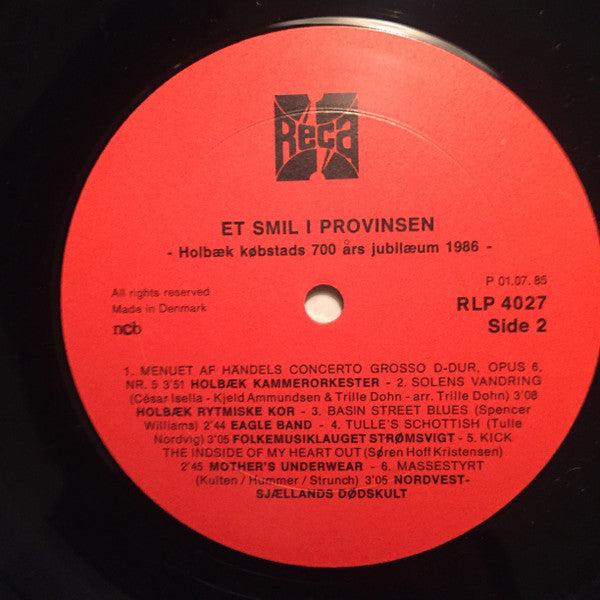 Reca
ET SMIL I PROVINSEN
- Holbæk købstads 700 års jubilæum 1986 -
P 01.07.85
All rights reserved
Made in Denmark
RLP 4027
ncb
Side 2
1. MENUET AF HÄNDELS CONCERTO GROSSO D-DUR, OPUS 6,
NR. 5 3'51 HOLBÆK KAMMERORKESTER - 2. SOLENS VANDRING
(César Isella - Kjeld Ammundsen & Trille Dohn - arr. Trille Dohn) 3'08
HOLBÆK RYTMISKE KOR - 3. BASIN STREET BLUES (Spencer
Williams) 2'44 EAGLE BAND - 4. TULLE'S SCHOTTISH (Tulle
Nordvig) 3'05 FOLKEMUSIKLAUGET STRØMSVIGT - 5. KICK
THE INDSIDE OF MY HEART OUT (Søren Hoff Kristensen)
2'45 MOTHER'S UNDERWEAR - 6. MASSESTYRT
(Kulten / Hummer / Strunch) 3'05 NORDVEST-
SJÆLLANDS DØDSKULT